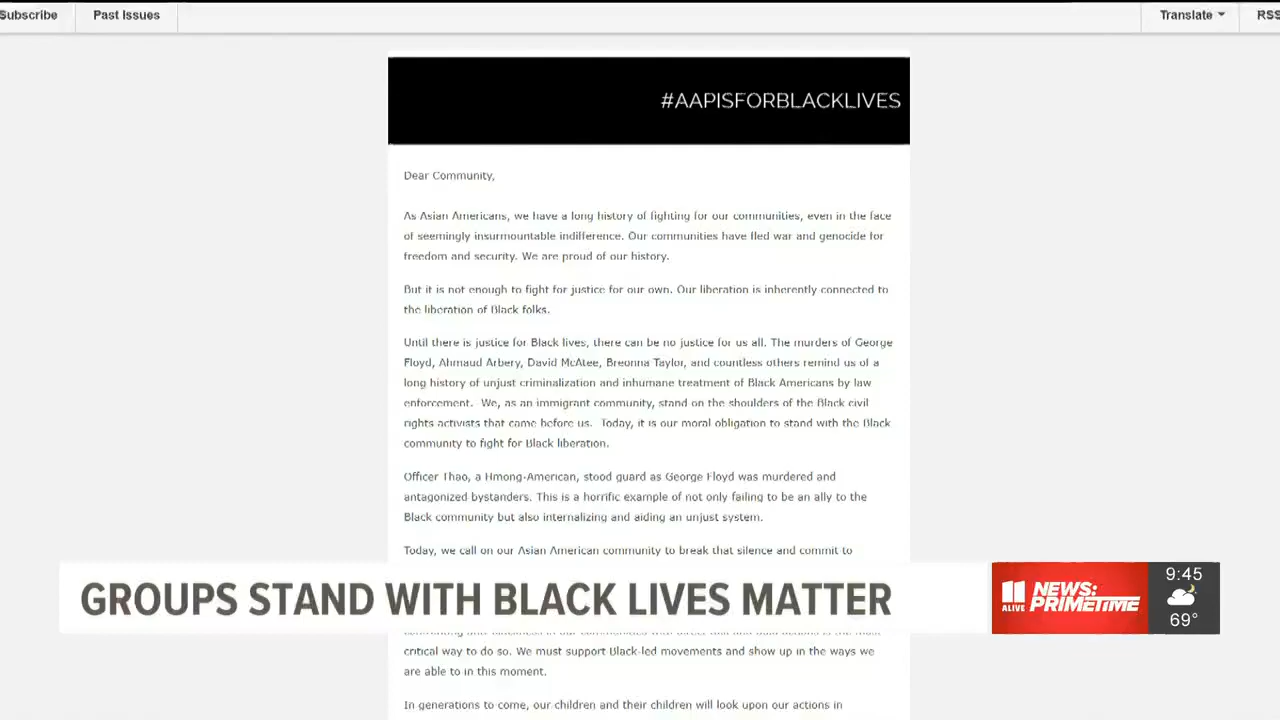 Subscribe
Past Issues
Translate
RSS
#AAPISFORBLACKLIVES
Dear Community,
As Asian Americans, we have a long history of fighting for our communities, even in the face
of seemingly insurmountable indifference. Our communities have fled war and genocide for
freedom and security. We are proud of our history.
But it is not enough to fight for justice for our own. Our liberation is inherently connected to
the liberation of Black folks.
Until there is justice for Black lives, there can be no justice for us all. The murders of George
Floyd, Ahmaud Arbery, David McAtee, Breonna Taylor, and countless others remind us of a
long history of unjust criminalization and inhumane treatment of Black Americans by law
enforcement. We, as an immigrant community, stand on the shoulders of the Black civil
rights activists that came before us. Today, it is our moral obligation to stand with the Black
community to fight for Black liberation.
Officer Thao, a Hmong-American, stood guard as George Floyd was murdered and
antagonized bystanders. This is a horrific example of not only failing to be an ally to the
Black community but also internalizing and aiding an unjust system.
Today, we call on our Asian American community to break that silence and commit to
GROUPS STAND WITH BLACK LIVES MATTER
11 ALIVE NEWS: PRIMETIME
9:45
69°
critical way to do so. We must support Black-led movements and show up in the ways we
are able to in this moment.
In generations to come, our children and their children will look upon our actions in